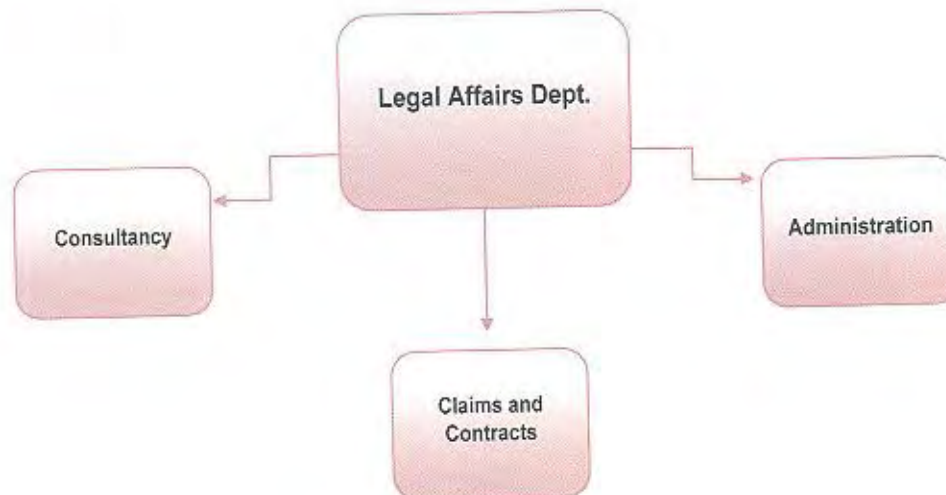 Legal Affairs Dept.
Consultancy
Administration
Claims and
Contracts